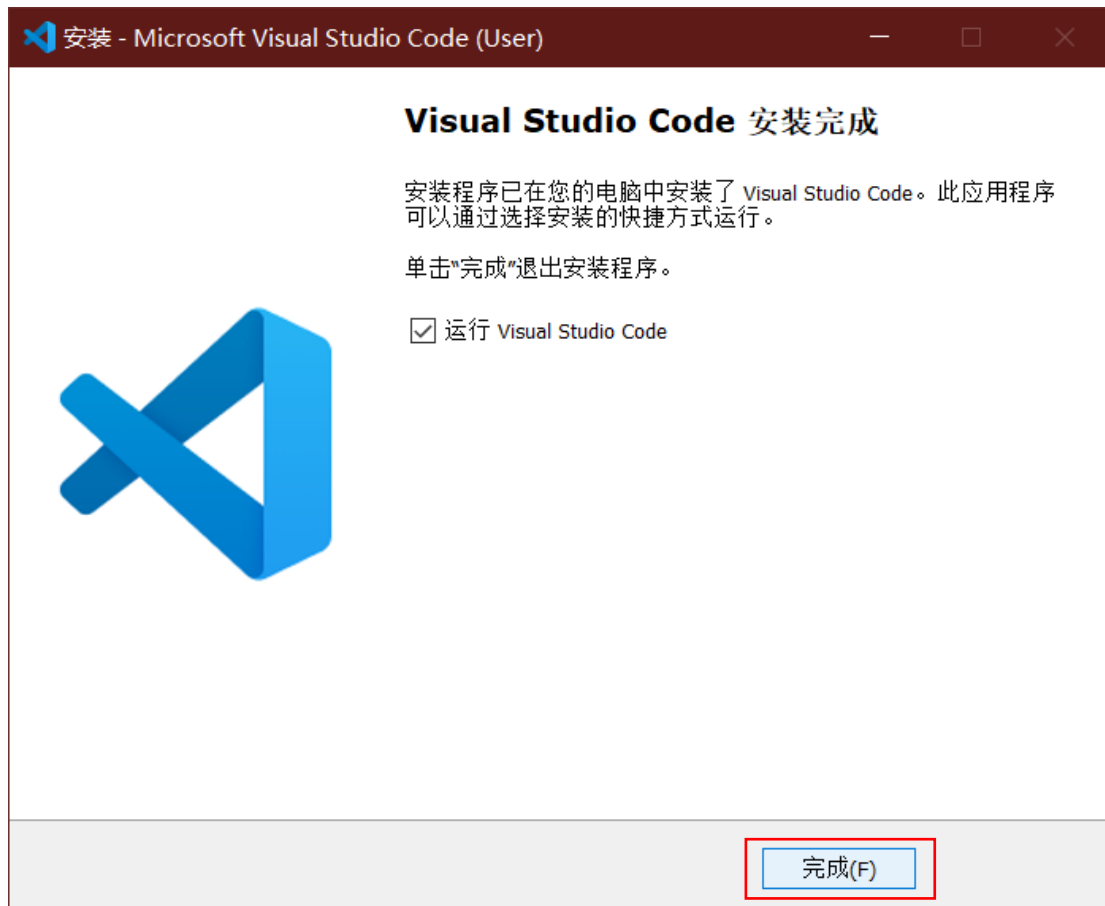 安装 - Microsoft Visual Studio Code (User)
Visual Studio Code 安装完成
安装程序已在您的电脑中安装了 Visual Studio Code。此应用程序
可以通过选择安装的快捷方式运行。
单击“完成”退出安装程序。
运行 Visual Studio Code
完成(F)